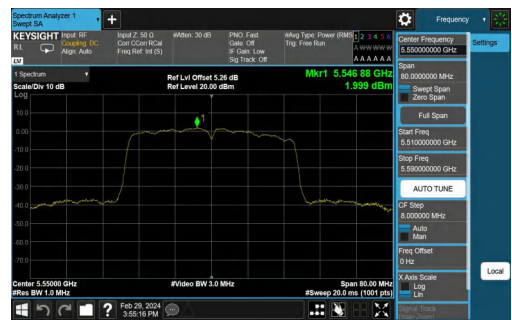 Spectrum Analyzer 1
Swept SA
Frequency
KEYSIGHT
RL
LV
Input: RF
Coupling: DC
Align: Auto
Input Z: 50 Ω
Corr CCorr RCal
Freq Ref: Int (S)
#Atten: 30 dB
PNO: Fast
Gate: Off
IF Gain: Low
Sig Track: Off
#Avg Type: Power (RMS
Trig: Free Run
1 2 3 4 5 6
A W W W W W
A A A A A A
1 Spectrum
Scale/Div 10 dB
Log
Ref Lvl Offset 5.26 dB
Ref Level 20.00 dBm
Mkr1 5.546 88 GHz
1.999 dBm
1
10.0
0.00
-10.0
-20.0
-30.0
-40.0
-50.0
-60.0
-70.0
Center 5.55000 GHz
#Res BW 1.0 MHz
#Video BW 3.0 MHz
Span 80.00 MHz
#Sweep 20.0 ms (1001 pts)
Center Frequency
5.550000000 GHz
Span
80.0000000 MHz
Swept Span
Zero Span
Full Span
Start Freq
5.510000000 GHz
Stop Freq
5.590000000 GHz
AUTO TUNE
CF Step
8.000000 MHz
Auto
Man
Freq Offset
0 Hz
X Axis Scale
Log
Lin
Signal Track
Settings
Local
?
Feb 29, 2024
3:55:16 PM